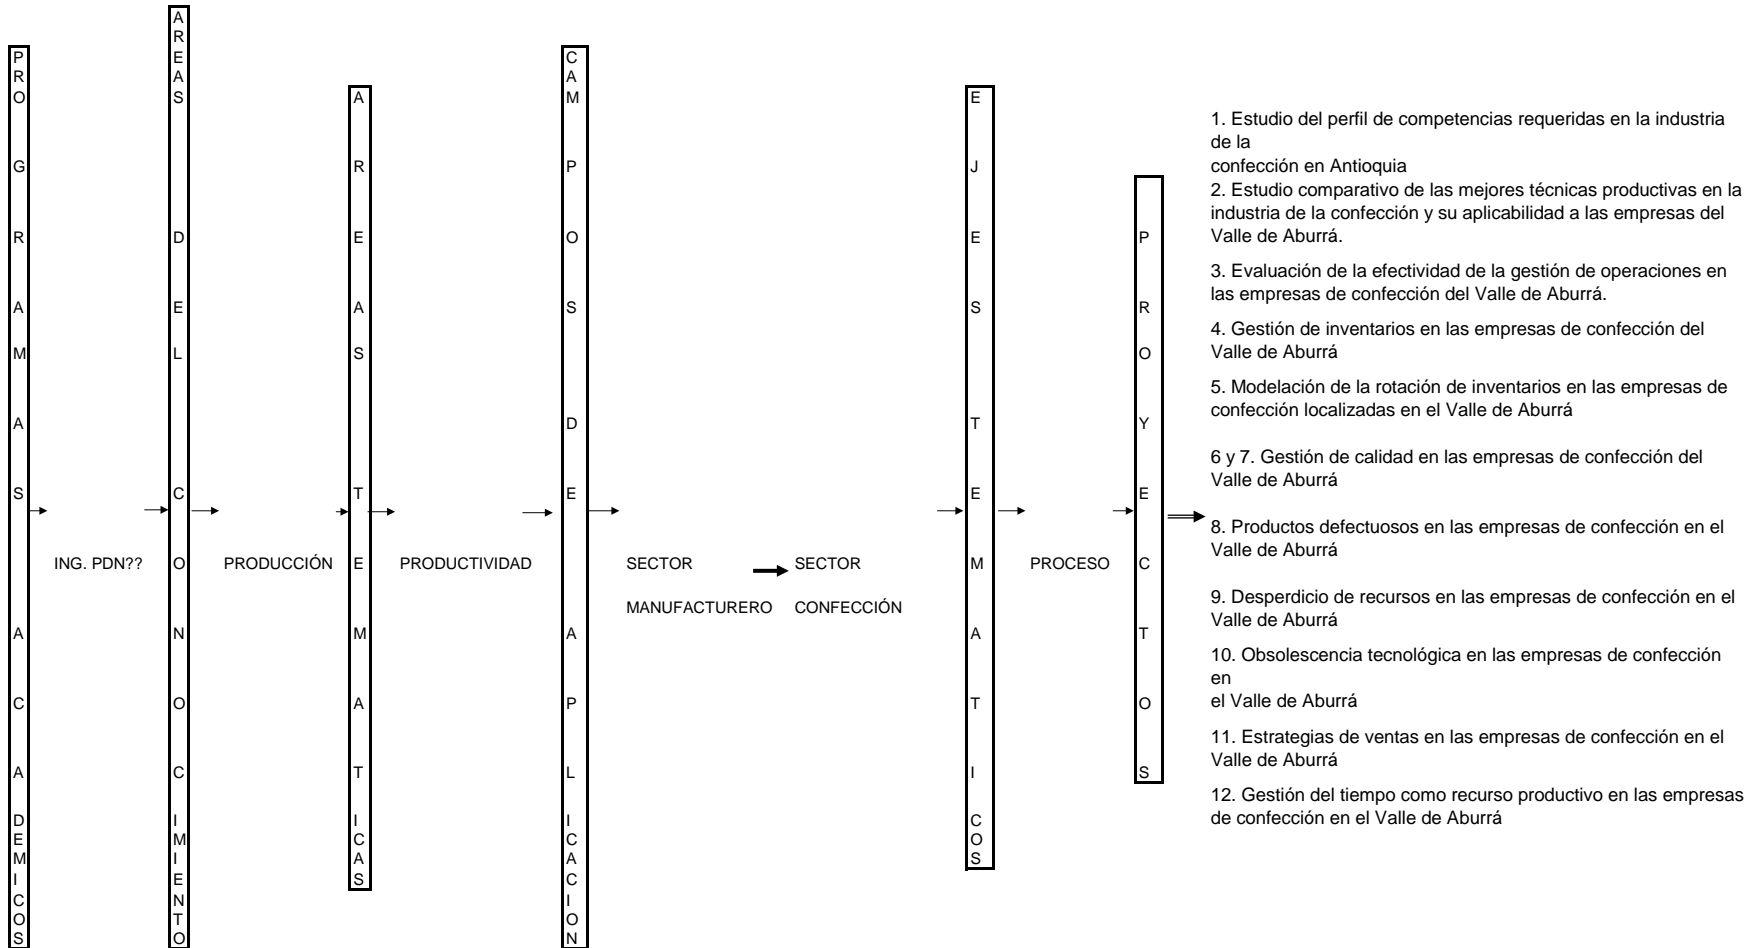 PROGRAMAS ACADEMICOS
ING. PDN??
AREAS DEL CONOCIMIENTO
PRODUCCIÓN
AREAS TEMATICAS
PRODUCTIVIDAD
CAMPOS DE APLICACION
SECTOR
MANUFACTURERO
SECTOR
CONFECCIÓN
EJES TEMATICOS
PROCESO
PROYECTOS
1. Estudio del perfil de competencias requeridas en la industria
de la
confección en Antioquia
2. Estudio comparativo de las mejores técnicas productivas en la
industria de la confección y su aplicabilidad a las empresas del
Valle de Aburrá.
3. Evaluación de la efectividad de la gestión de operaciones en
las empresas de confección del Valle de Aburrá.
4. Gestión de inventarios en las empresas de confección del
Valle de Aburrá
5. Modelación de la rotación de inventarios en las empresas de
confección localizadas en el Valle de Aburrá
6 y 7. Gestión de calidad en las empresas de confección del
Valle de Aburrá
8. Productos defectuosos en las empresas de confección en el
Valle de Aburrá
9. Desperdicio de recursos en las empresas de confección en el
Valle de Aburrá
10. Obsolescencia tecnológica en las empresas de confección
en
el Valle de Aburrá
11. Estrategias de ventas en las empresas de confección en el
Valle de Aburrá
12. Gestión del tiempo como recurso productivo en las empresas
de confección en el Valle de Aburrá